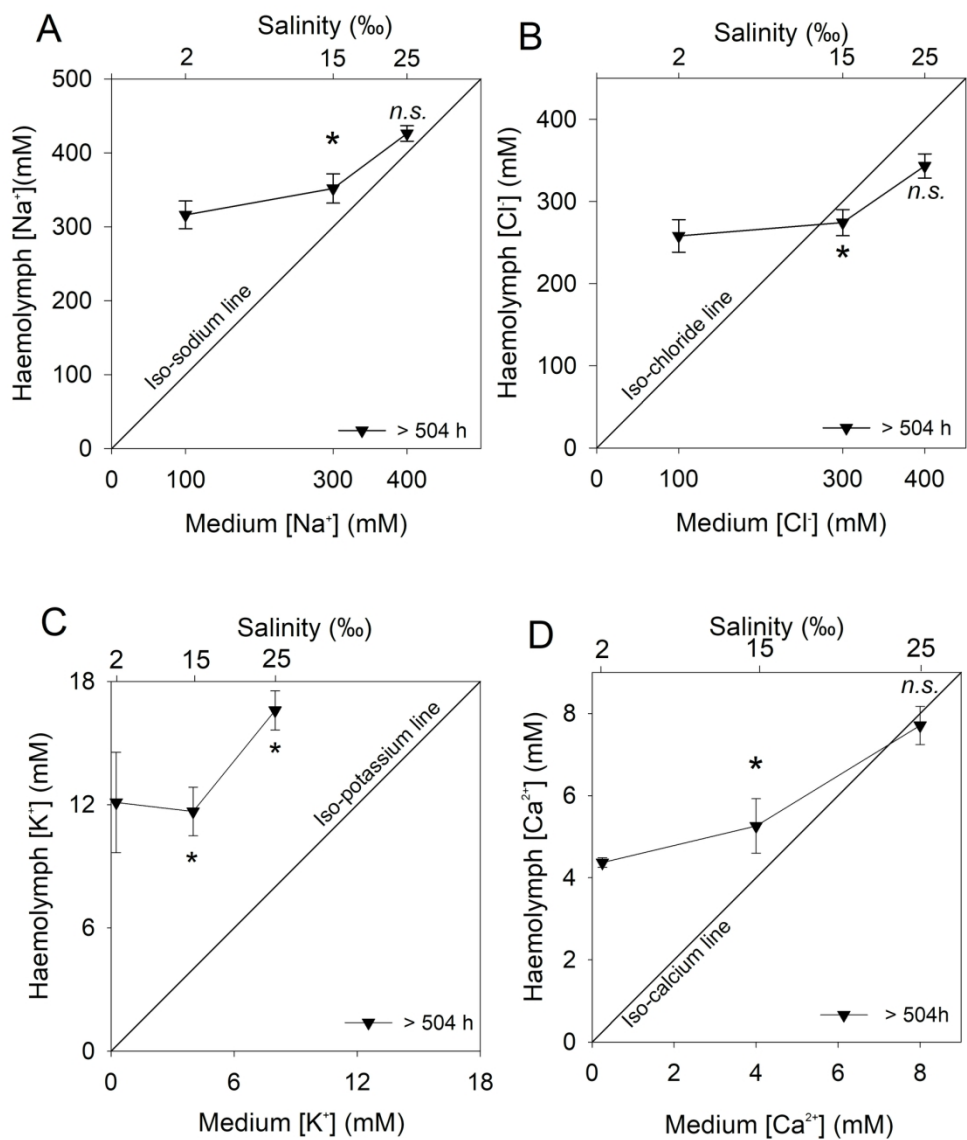 A
Salinity (‰)
2 15 25
500
400
300
200
100
0
Haemolymph [Na⁺](mM)
*
n.s.
Iso-sodium line
> 504 h
0 100 300 400
Medium [Na⁺] (mM)
B
Salinity (‰)
2 15 25
400
300
200
100
0
Haemolymph [Cl⁻] (mM)
n.s.
*
Iso-chloride line
> 504 h
0 100 300 400
Medium [Cl⁻] (mM)
C
Salinity (‰)
2 15 25
18
12
6
0
Haemolymph [K⁺] (mM)
*
*
Iso-potassium line
> 504 h
0 6 12 18
Medium [K⁺] (mM)
D
Salinity (‰)
2 15 25
8
6
4
2
0
Haemolymph [Ca²⁺] (mM)
n.s.
*
Iso-calcium line
> 504h
0 2 4 6 8
Medium [Ca²⁺] (mM)